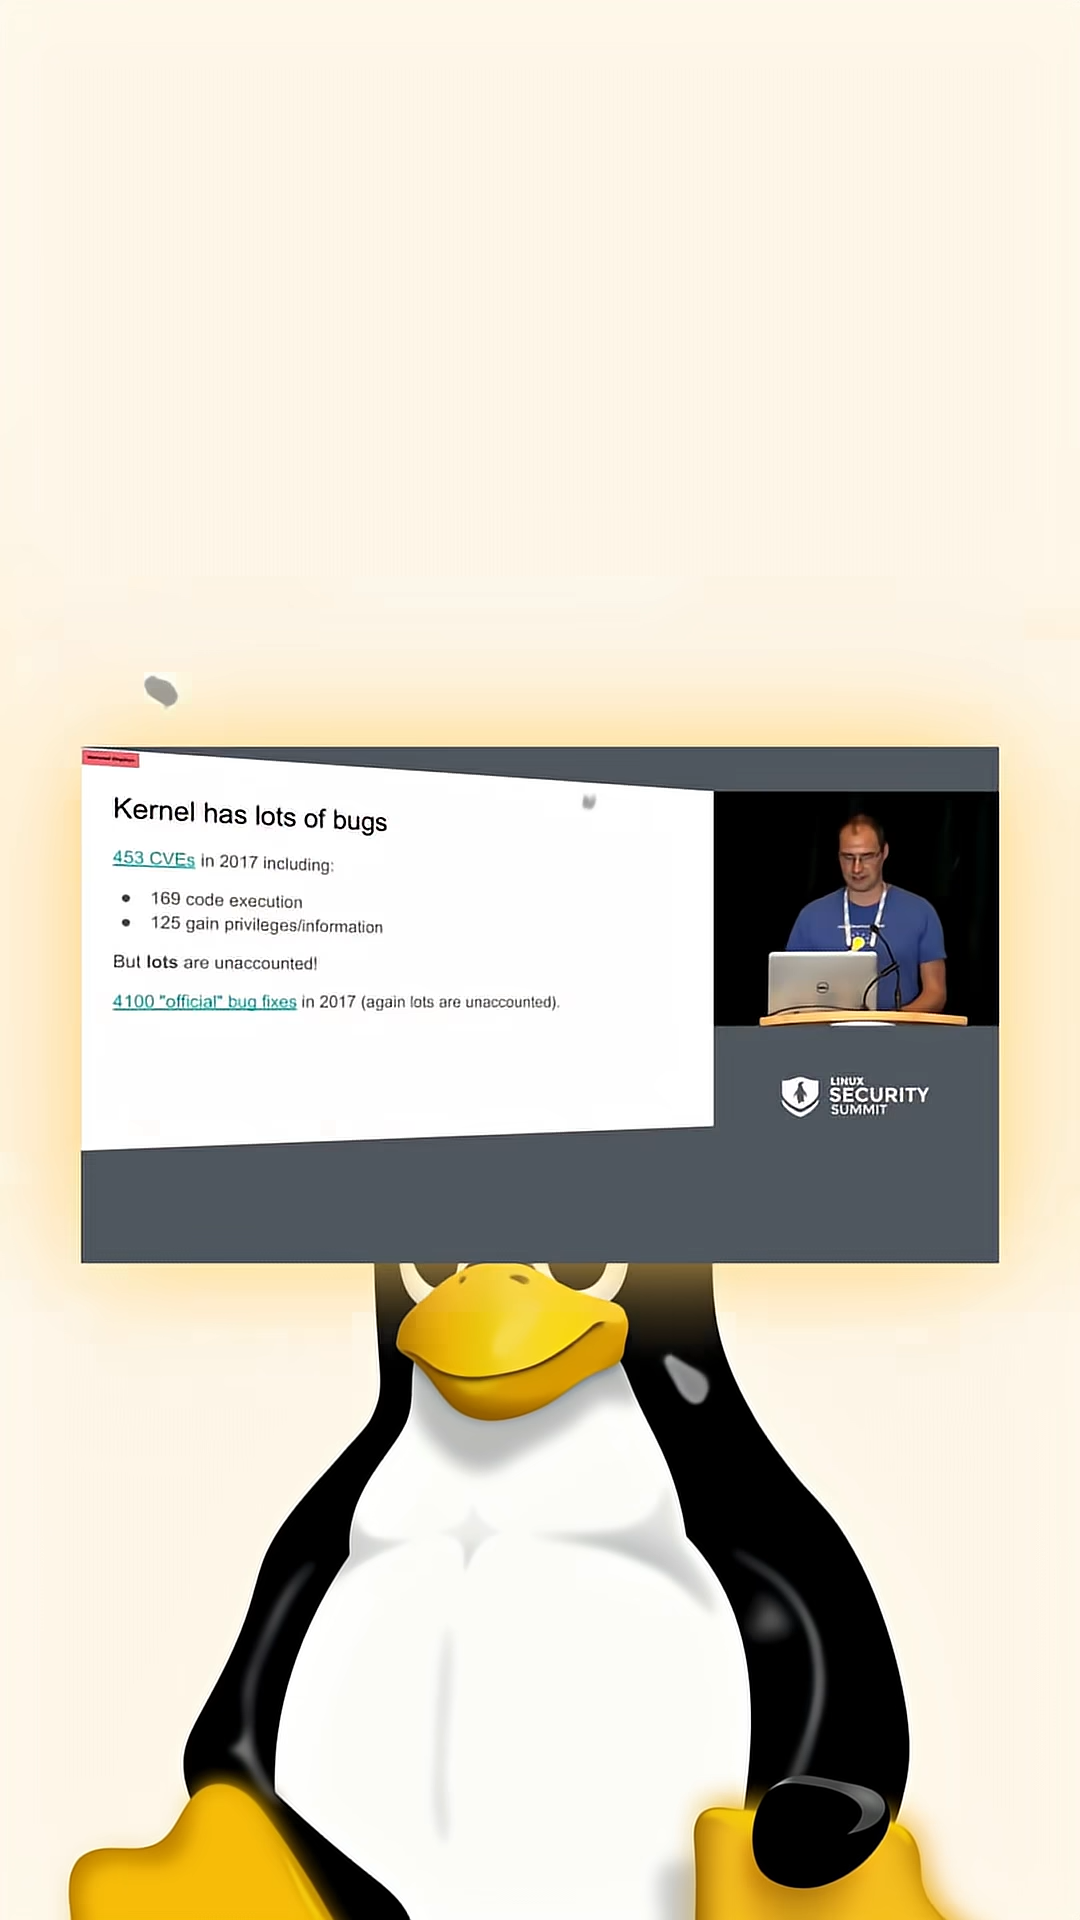 Kernel has lots of bugs
453 CVEs in 2017 including:
169 code execution
125 gain privileges/information
But lots are unaccounted!
4100 "official" bug fixes in 2017 (again lots are unaccounted).
DELL
LINUX
SECURITY
SUMMIT